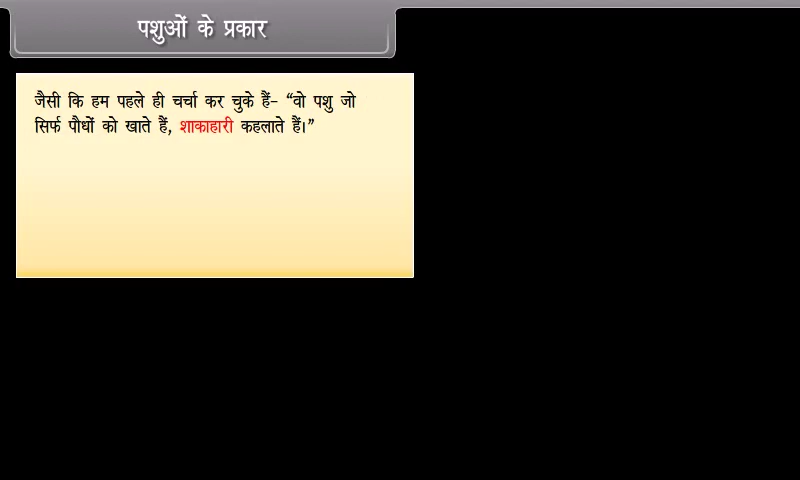 पशुओं के प्रकार
जैसी कि हम पहले ही चर्चा कर चुके हैं- “वो पशु जो
सिर्फ पौधों को खाते हैं, शाकाहारी कहलाते हैं।”